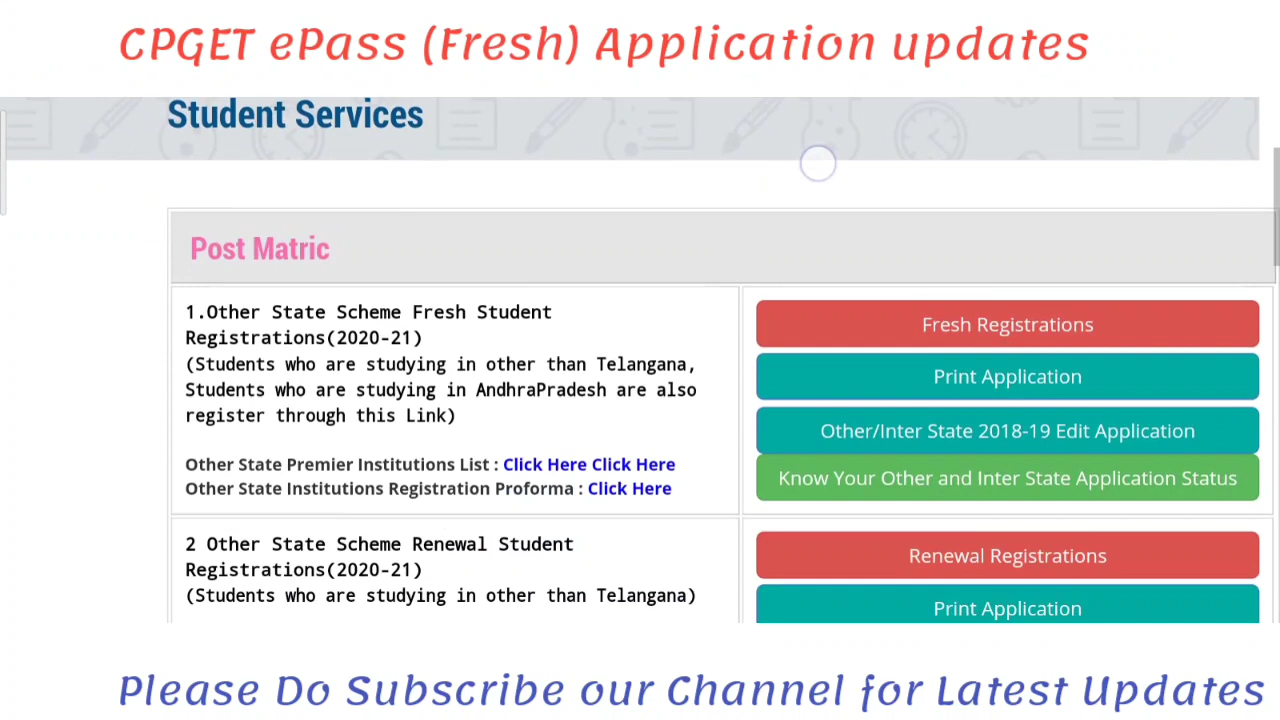 CPGET ePass (Fresh) Application updates
Student Services
Post Matric
1.Other State Scheme Fresh Student
Registrations(2020-21)
(Students who are studying in other than Telangana,
Students who are studying in AndhraPradesh are also
register through this Link)
Other State Premier Institutions List : Click Here Click Here
Other State Institutions Registration Proforma : Click Here
Fresh Registrations
Print Application
Other/Inter State 2018-19 Edit Application
Know Your Other and Inter State Application Status
2 Other State Scheme Renewal Student
Registrations(2020-21)
(Students who are studying in other than Telangana)
Renewal Registrations
Print Application
Please Do Subscribe our Channel for Latest Updates